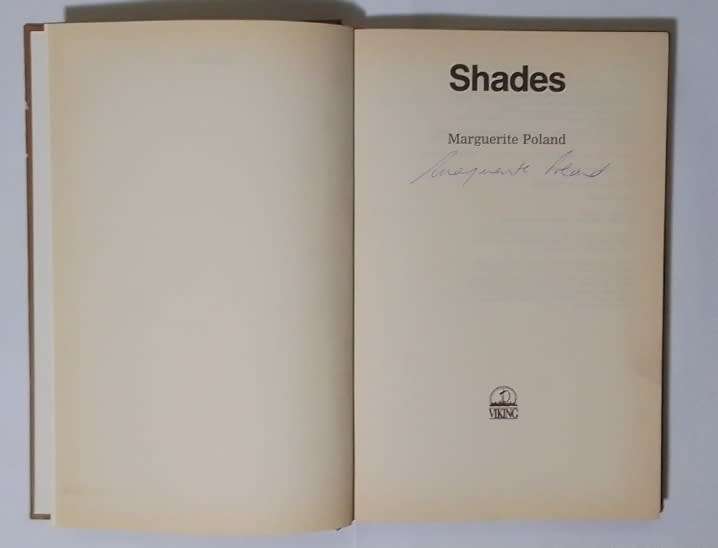 Shades
Marguerite Poland
Marguerite Poland
VIKING